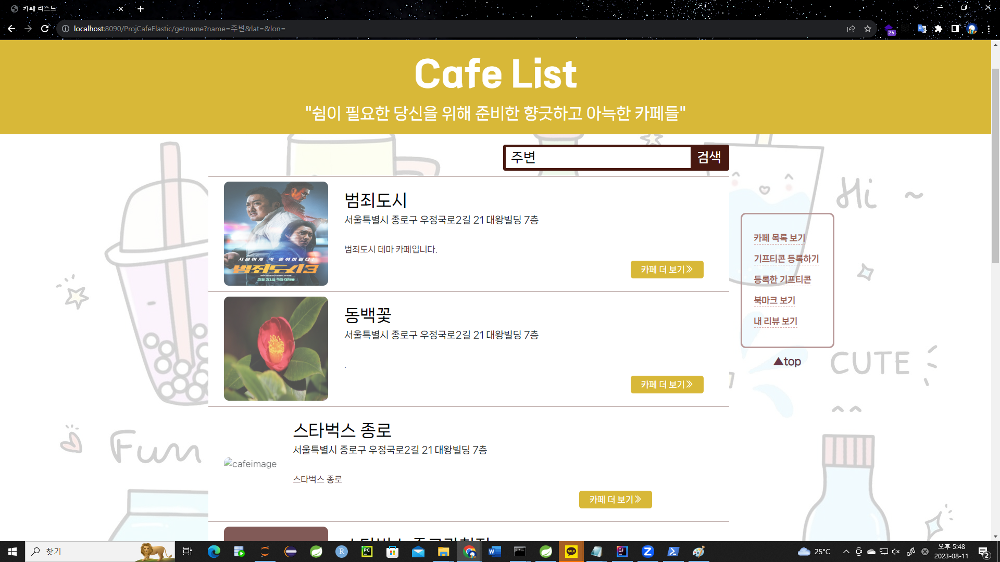 카페 리스트
localhost:8090/ProjCafeElastic/getname?name=주변&lat=&lon=
25
Cafe List
"쉼이 필요한 당신을 위해 준비한 향긋하고 아늑한 카페들"
주변 검색
Hi ~
범죄도시
서울특별시 종로구 우정국로2길 21 대왕빌딩 7층
범죄도시 테마 카페입니다.
시원하게 싹 쓸어버린다!
범죄도시3
5월 31일 극장 대개봉
카페 더 보기
카페 목록 보기
기프티콘 등록하기
등록한 기프티콘
북마크 보기
내 리뷰 보기
▲top
CUTE
동백꽃
서울특별시 종로구 우정국로2길 21 대왕빌딩 7층
.
카페 더 보기
Fun
스타벅스 종로
서울특별시 종로구 우정국로2길 21 대왕빌딩 7층
cafeimage
스타벅스 종로
카페 더 보기
찾기
R
PC
W
TALK
IJ
Z
25°C
오후 5:48
2023-08-11
2